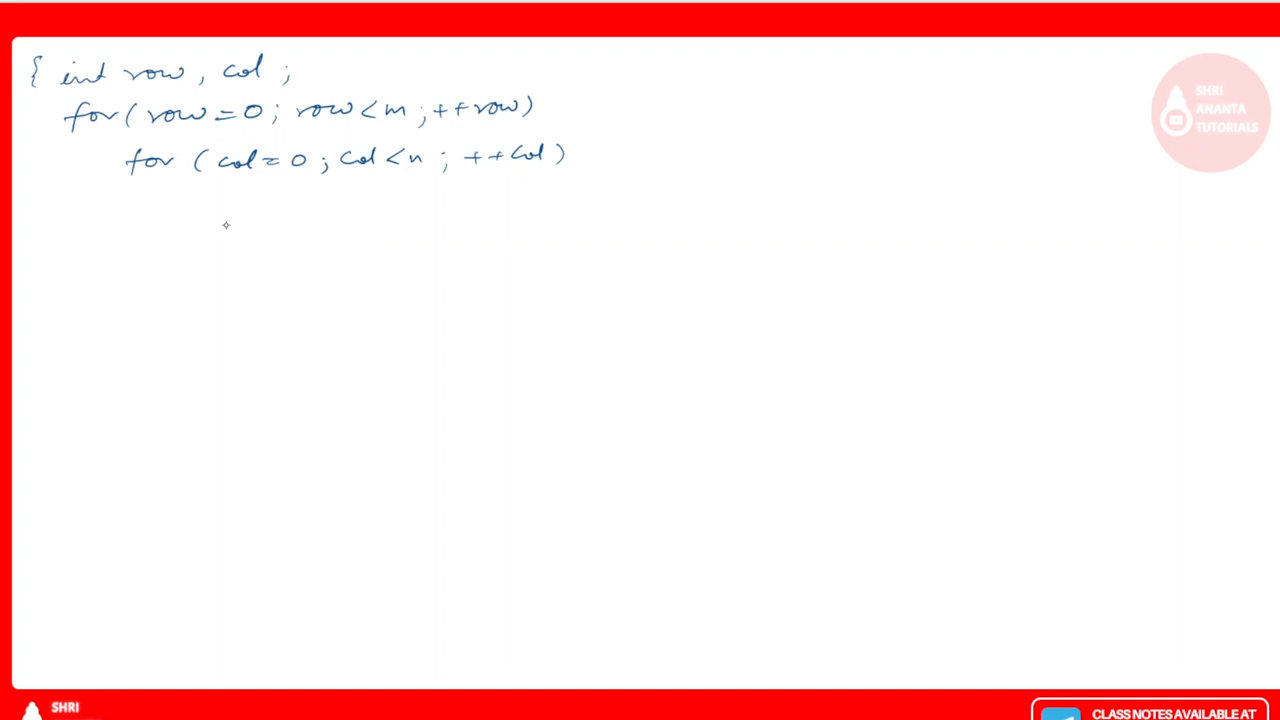 { int row, col ;
for( row = 0 ; row < m ; ++row)
for ( col = 0 ; col < n ; ++col )
SHRI
ANANTA
TUTORIALS
SHRI
CLASS NOTES AVAILABLE AT